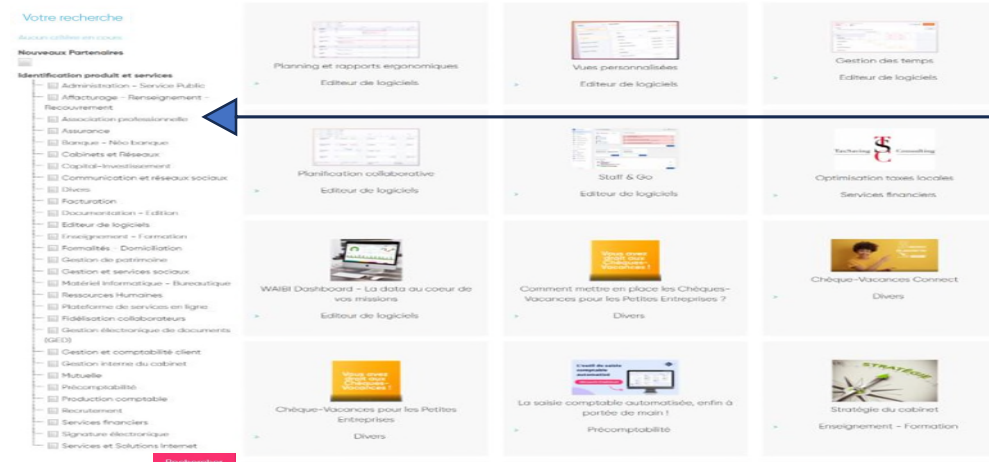 Votre recherche
Aucun critère en cours
Nouveaux Partenaires
Identification produit et services
Administration - Service Public
Affacturage - Renseignement -
Recouvrement
Association professionnelle
Assurance
Banque - Néo banque
Cabinets et Réseaux
Capital-Investissement
Communication et réseaux sociaux
Divers
Facturation
Documentation - Edition
Editeur de logiciels
Enseignement - Formation
Formalités - Domiciliation
Gestion de patrimoine
Gestion et services sociaux
Matériel Informatique - Bureautique
Ressources Humaines
Plateforme de services en ligne
Fidélisation collaborateurs
Gestion électronique de documents
(GED)
Gestion et comptabilité client
Gestion interne du cabinet
Mutuelle
Précomptabilité
Production comptable
Recrutement
Services financiers
Signature électronique
Services et Solutions Internet
Rechercher
Planning et rapports ergonomiques
Editeur de logiciels
Vues personnalisées
Editeur de logiciels
Gestion des temps
Editeur de logiciels
Planification collaborative
Editeur de logiciels
Staff & Go
Editeur de logiciels
TSC
Consulting
Optimisation taxes locales
Services financiers
WAIBI Dashboard - La data au coeur de
vos missions
Editeur de logiciels
Vous avez
droit aux
Chèques-
Vacances !
Comment mettre en place les Chèques-
Vacances pour les Petites Entreprises ?
Divers
Chèque-Vacances Connect
Divers
Vous avez
droit aux
Chèques-
Vacances !
Chèque-Vacances pour les Petites
Entreprises
Divers
L'outil de saisie
comptable
automatisé
La saisie comptable automatisée, enfin à
portée de main !
Précomptabilité
STRATÉGIE
Stratégie du cabinet
Enseignement - Formation